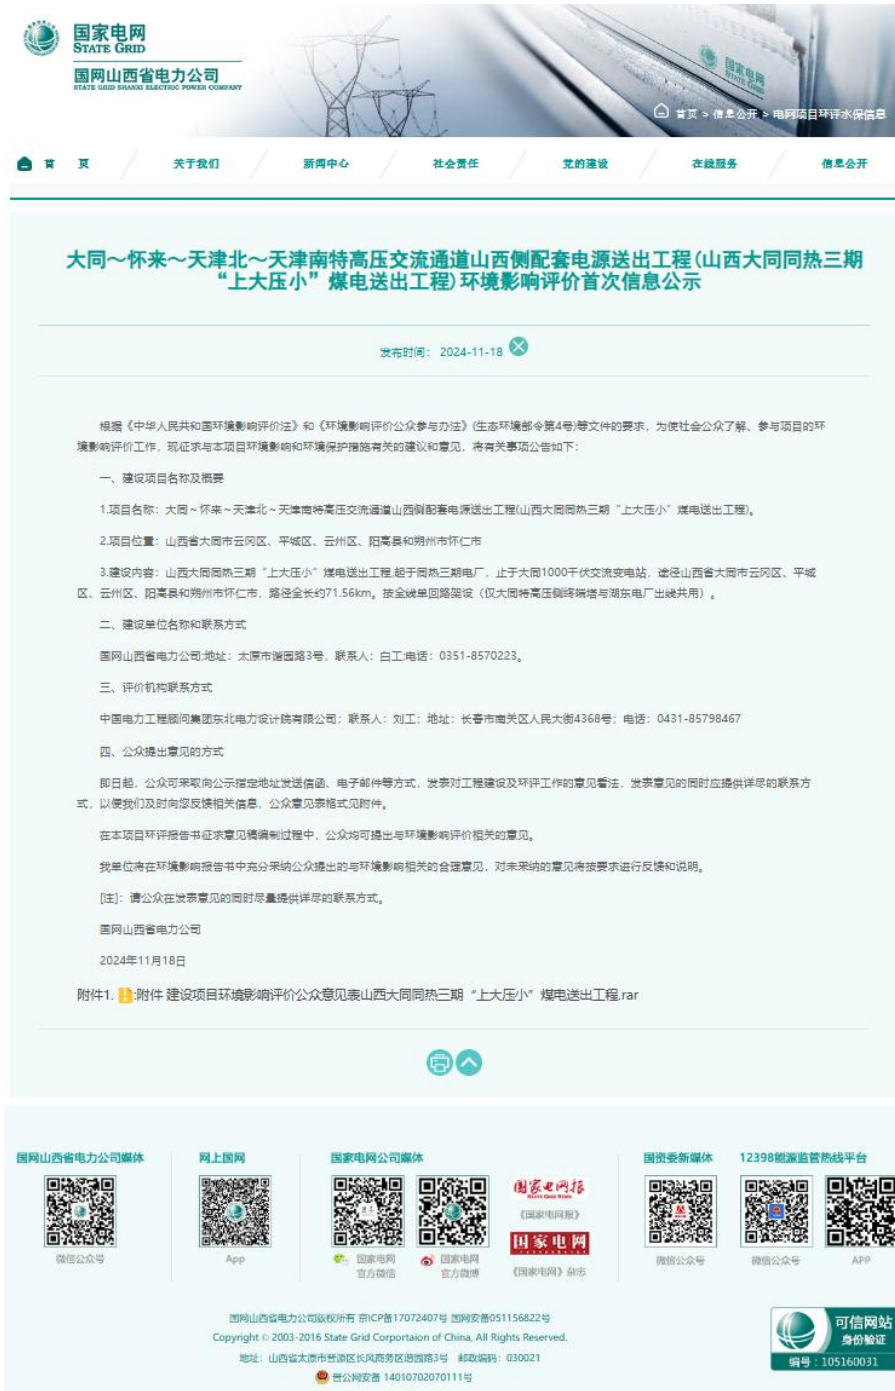 国家电网
STATE GRID
国网山西省电力公司
STATE GRID SHANXI ELECTRIC POWER COMPANY
国家电网
STATE GRID
首页 > 信息公开 > 电网项目环评水保信息
首 页
关于我们
新闻中心
社会责任
党的建设
在线服务
信息公开
大同～怀来～天津北～天津南特高压交流通道山西侧配套电源送出工程(山西大同同热三期
“上大压小”煤电送出工程)环境影响评价首次信息公示
发布时间： 2024-11-18
根据《中华人民共和国环境影响评价法》和《环境影响评价公众参与办法》(生态环境部令第4号)等文件的要求，为使社会公众了解、参与项目的环
境影响评价工作，现征求与本项目环境影响和环境保护措施有关的建议和意见，将有关事项公告如下：
一、建设项目名称及概要
1.项目名称：大同～怀来～天津北～天津南特高压交流通道山西侧配套电源送出工程(山西大同同热三期“上大压小”煤电送出工程)。
2.项目位置：山西省大同市云冈区、平城区、云州区、阳高县和朔州市怀仁市
3.建设内容：山西大同同热三期“上大压小”煤电送出工程,起于同热三期电厂，止于大同1000千伏交流变电站，途径山西省大同市云冈区、平城
区、云州区、阳高县和朔州市怀仁市，路径全长约71.56km。按全线单回路架设（仅大同特高压侧终端塔与湖东电厂出线共用）。
二、建设单位名称和联系方式
国网山西省电力公司;地址：太原市谐园路3号，联系人：白工;电话：0351-8570223。
三、评价机构联系方式
中国电力工程顾问集团东北电力设计院有限公司；联系人：刘工；地址：长春市南关区人民大街4368号；电话：0431-85798467
四、公众提出意见的方式
即日起，公众可采取向公示指定地址发送信函、电子邮件等方式，发表对工程建设及环评工作的意见看法，发表意见的同时应提供详尽的联系方
式，以便我们及时向您反馈相关信息，公众意见表格式见附件。
在本项目环评报告书征求意见稿编制过程中，公众均可提出与环境影响评价相关的意见。
我单位将在环境影响报告书中充分采纳公众提出的与环境影响相关的合理意见，对未采纳的意见将按要求进行反馈和说明。
[注]：请公众在发表意见的同时尽量提供详尽的联系方式。
国网山西省电力公司
2024年11月18日
附件1. :附件 建设项目环境影响评价公众意见表山西大同同热三期“上大压小”煤电送出工程.rar
国网山西省电力公司媒体
网上国网
国家电网公司媒体
国资委新媒体
12398能源监管热线平台
国家电网报
State Grid News
《国家电网报》
国家电网
《国家电网》杂志
微信公众号
App
国家电网
官方微信
国家电网
官方微博
微信公众号
微信公众号
APP
国网山西省电力公司版权所有 京ICP备17072407号 国网安备051156822号
Copyright © 2003-2016 State Grid Corportaion of China, All Rights Reserved.
地址：山西省太原市晋源区长风商务区谐园路3号 邮政编码：030021
晋公网安备 14010702070111号
可信网站
身份验证
编号：105160031